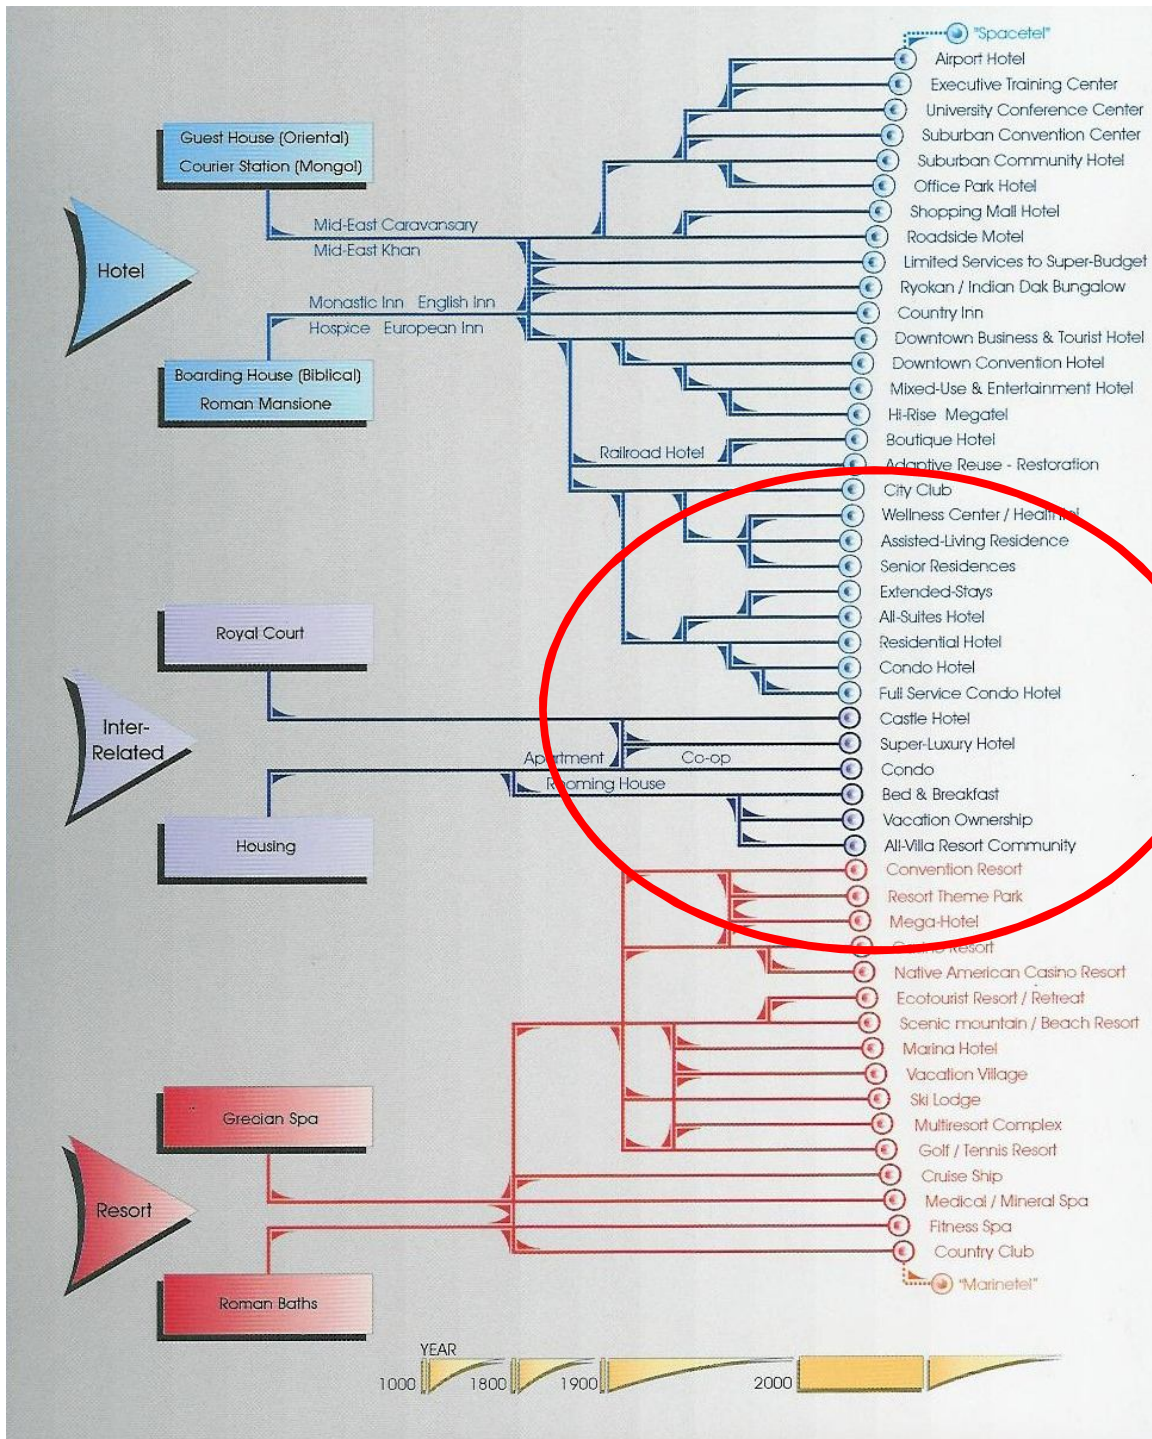 "Spacetel"
Airport Hotel
Executive Training Center
University Conference Center
Guest House (Oriental)
Courier Station (Mongol)
Suburban Convention Center
Suburban Community Hotel
Office Park Hotel
Mid-East Caravansary
Mid-East Khan
Shopping Mall Hotel
Roadside Motel
Hotel
Limited Services to Super-Budget
Ryokan / Indian Dak Bungalow
Monastic Inn English Inn
Hospice European Inn
Country Inn
Downtown Business & Tourist Hotel
Boarding House (Biblical)
Roman Mansione
Downtown Convention Hotel
Mixed-Use & Entertainment Hotel
Hi-Rise Megatel
Boutique Hotel
Railroad Hotel
Adaptive Reuse - Restoration
City Club
Wellness Center / Healthtel
Assisted-Living Residence
Senior Residences
Extended-Stays
All-Suites Hotel
Royal Court
Residential Hotel
Condo Hotel
Full Service Condo Hotel
Castle Hotel
Inter-
Related
Super-Luxury Hotel
Apartment
Co-op
Condo
Rooming House
Bed & Breakfast
Vacation Ownership
Housing
All-Villa Resort Community
Convention Resort
Resort Theme Park
Mega-Hotel
Casino Resort
Native American Casino Resort
Ecotourist Resort / Retreat
Scenic mountain / Beach Resort
Marina Hotel
Vacation Village
Ski Lodge
Grecian Spa
Multiresort Complex
Golf / Tennis Resort
Cruise Ship
Resort
Medical / Mineral Spa
Fitness Spa
Country Club
"Marinetel"
Roman Baths
YEAR
1000 1800 1900 2000